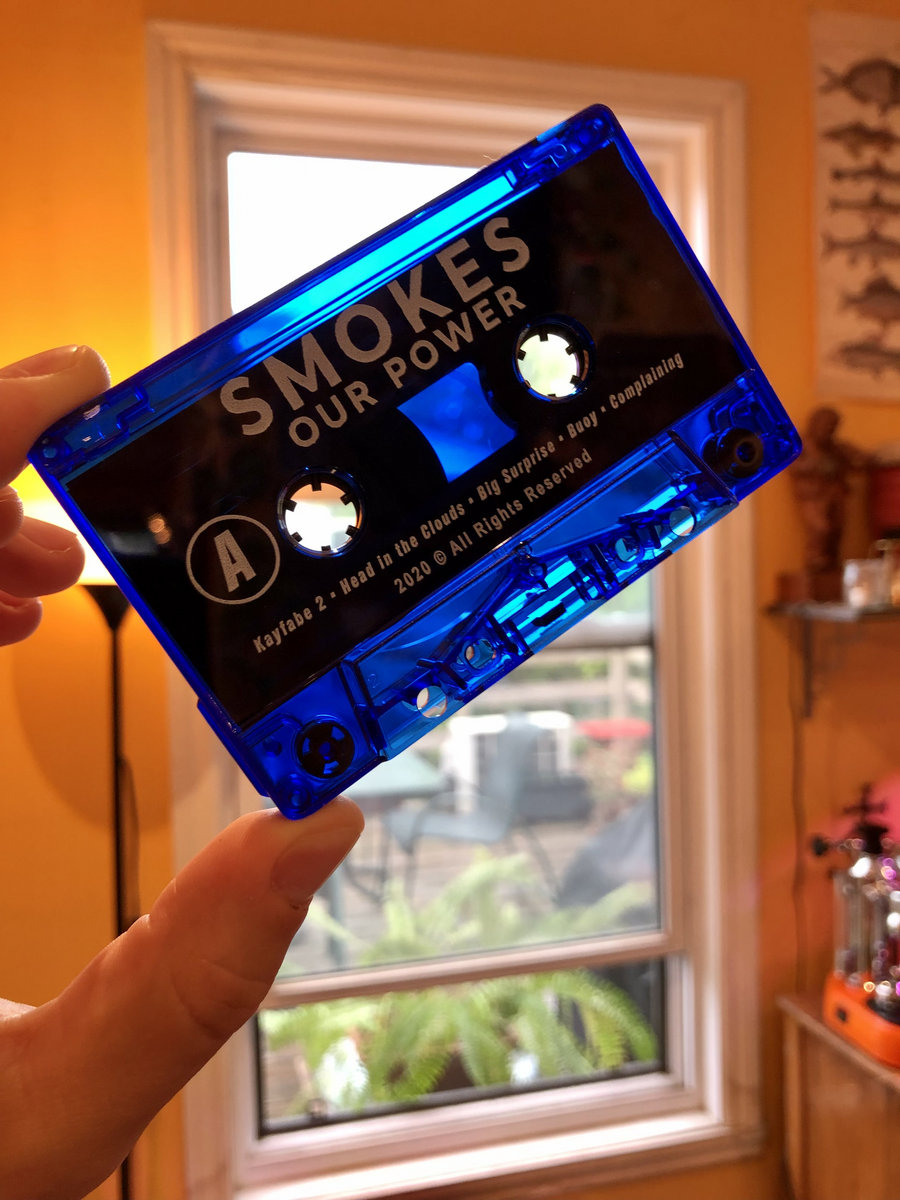 SMOKES
OUR POWER
A
Kayfabe 2 • Head in the Clouds • Big Surprise • Buoy • Complaining
2020 © All Rights Reserved